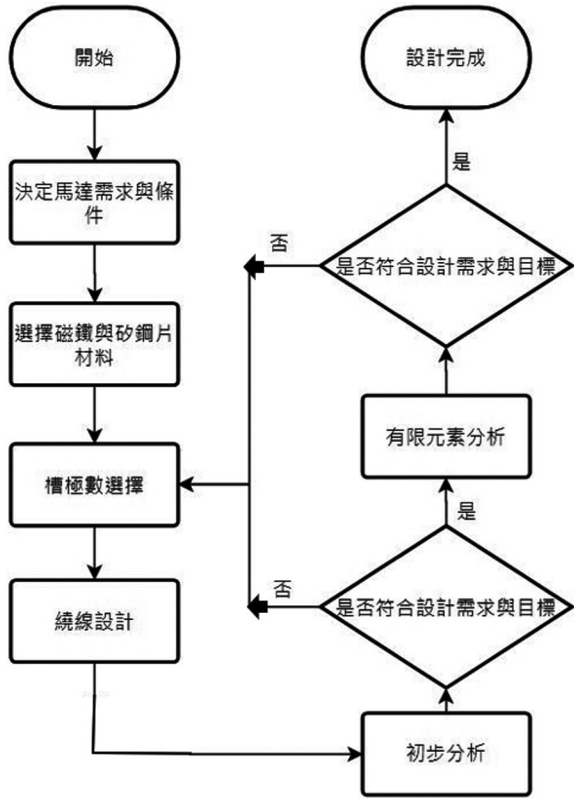 開始
決定馬達需求與條
件
選擇磁鐵與矽鋼片
材料
槽極數選擇
繞線設計
初步分析
是否符合設計需求與目標
否
是
有限元素分析
是否符合設計需求與目標
否
是
設計完成